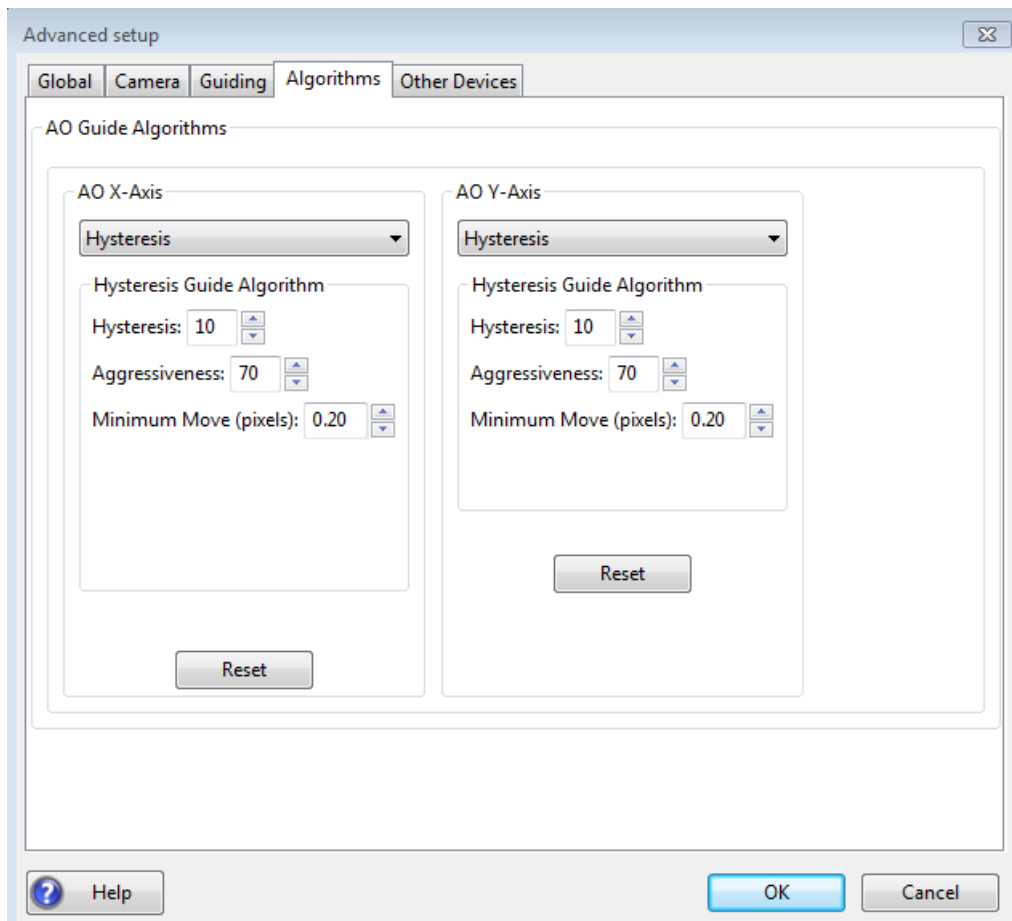 Advanced setup
Global Camera Guiding Algorithms Other Devices
AO Guide Algorithms
AO X-Axis
Hysteresis
Hysteresis Guide Algorithm
Hysteresis: 10
Aggressiveness: 70
Minimum Move (pixels): 0.20
Reset
AO Y-Axis
Hysteresis
Hysteresis Guide Algorithm
Hysteresis: 10
Aggressiveness: 70
Minimum Move (pixels): 0.20
Reset
? Help
OK
Cancel